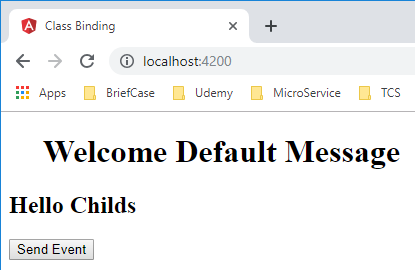 Class Binding
localhost:4200
Apps BriefCase Udemy MicroService TCS
Welcome Default Message
Hello Childs
Send Event